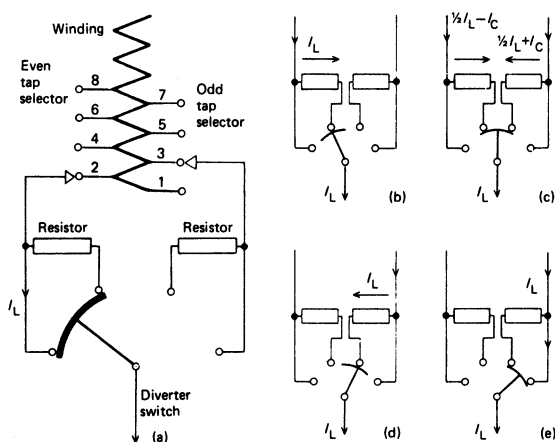 Winding
Even
tap
selector
8
7
Odd
tap
selector
6
5
4
3
2
1
Resistor
Resistor
I_L
Diverter
switch
(a)
I_L
I_L
(b)
½I_L–I_C
½I_L+I_C
I_L
(c)
I_L
I_L
(d)
I_L
I_L
(e)